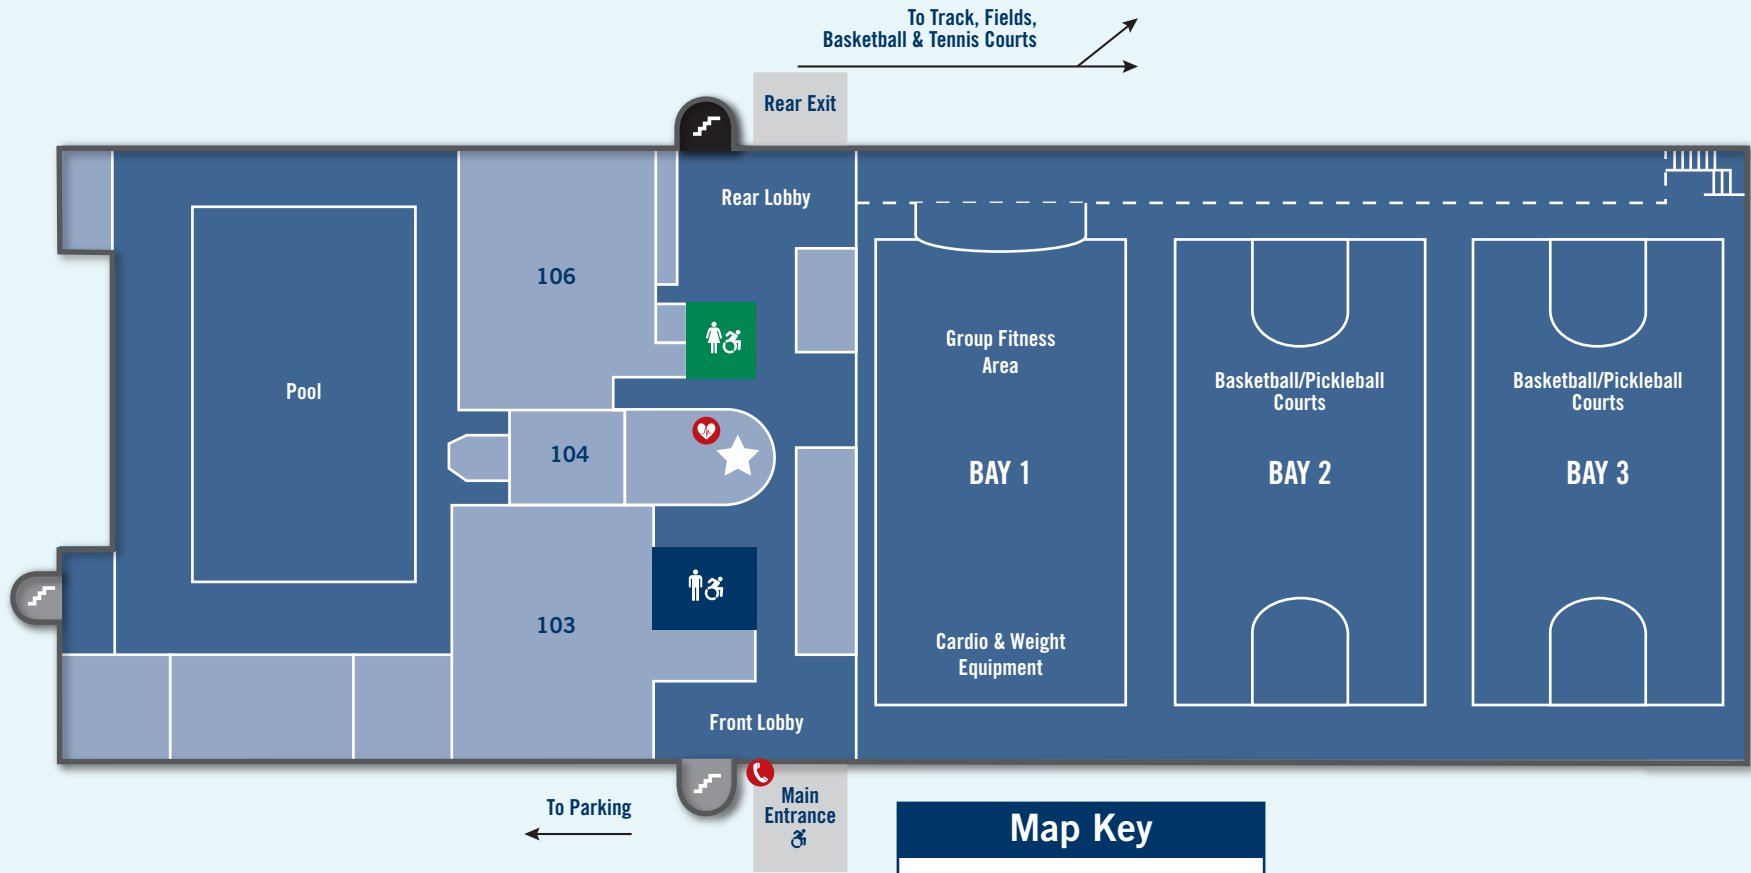 To Track, Fields,
Basketball & Tennis Courts
Rear Exit
Rear Lobby
106
Pool
104
103
Front Lobby
Group Fitness
Area
BAY 1
Cardio & Weight
Equipment
Basketball/Pickleball
Courts
BAY 2
Basketball/Pickleball
Courts
BAY 3
To Parking
Main
Entrance
Map Key